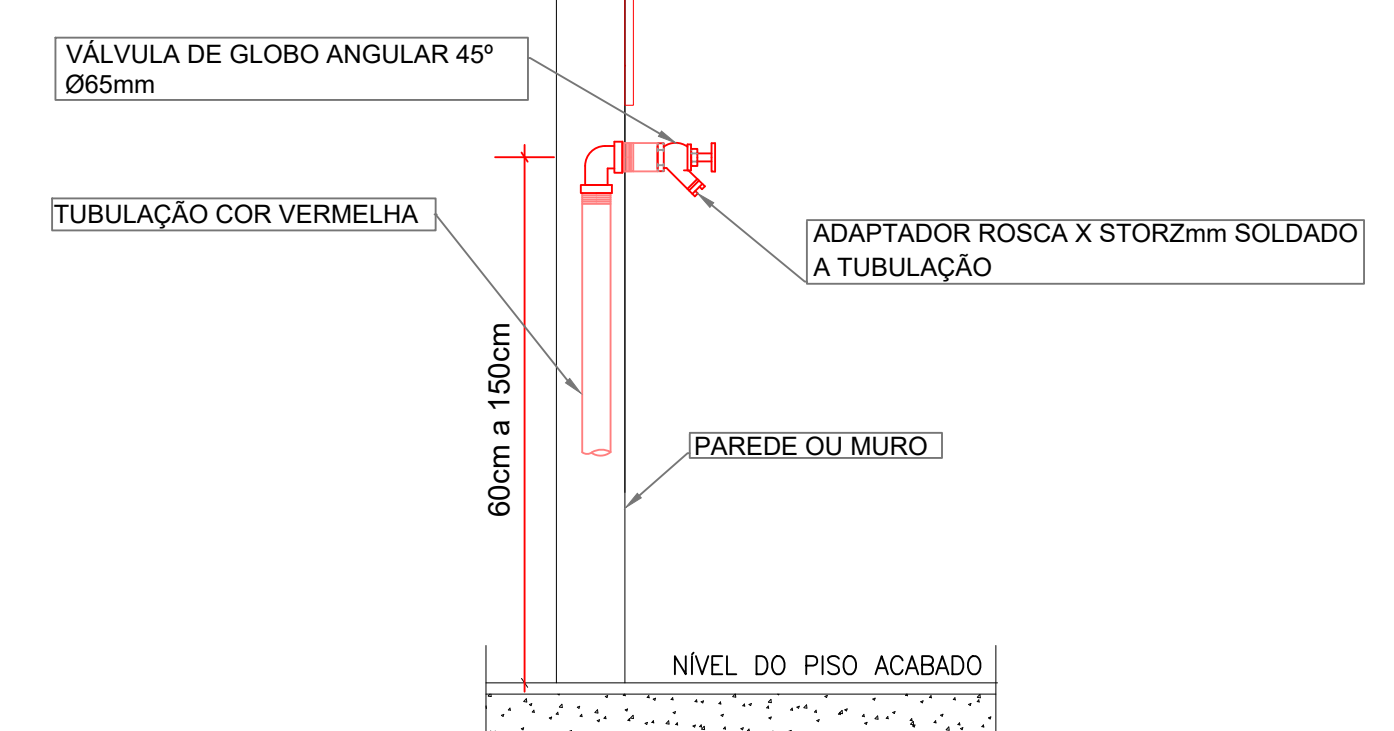 VÁLVULA DE GLOBO ANGULAR 45º
Ø65mm
TUBULAÇÃO COR VERMELHA
ADAPTADOR ROSCA X STORZmm SOLDADO
A TUBULAÇÃO
60cm a 150cm
PAREDE OU MURO
NÍVEL DO PISO ACABADO